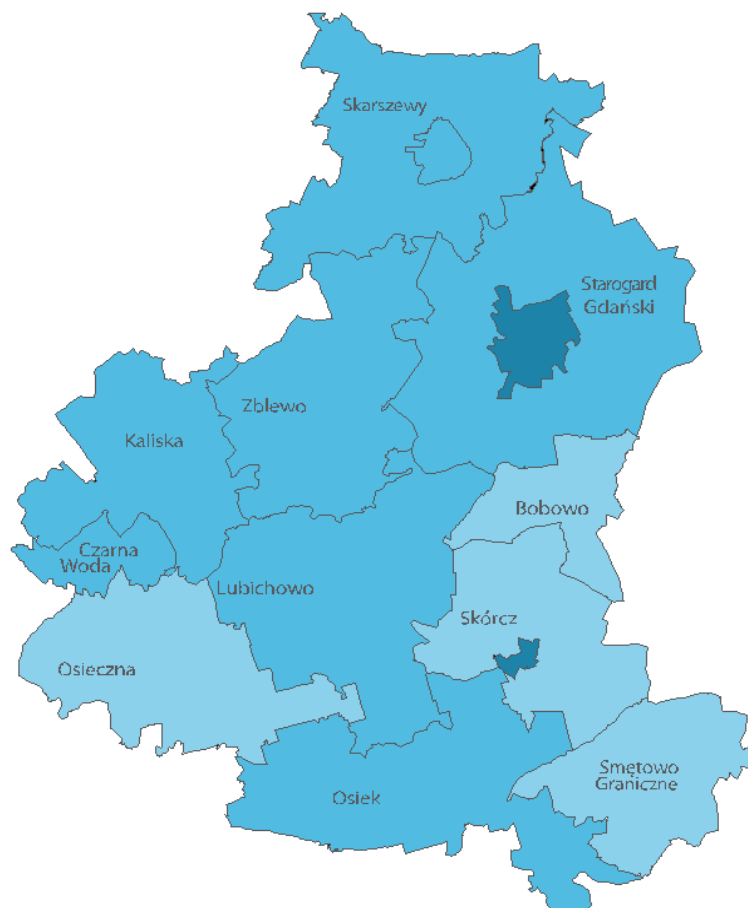 Skarszewy
Starogard
Gdański
Zblewo
Kaliska
Bobowo
Czarna
Woda
Lubichowo
Skórcz
Osieczna
Smętowo
Graniczne
Osiek